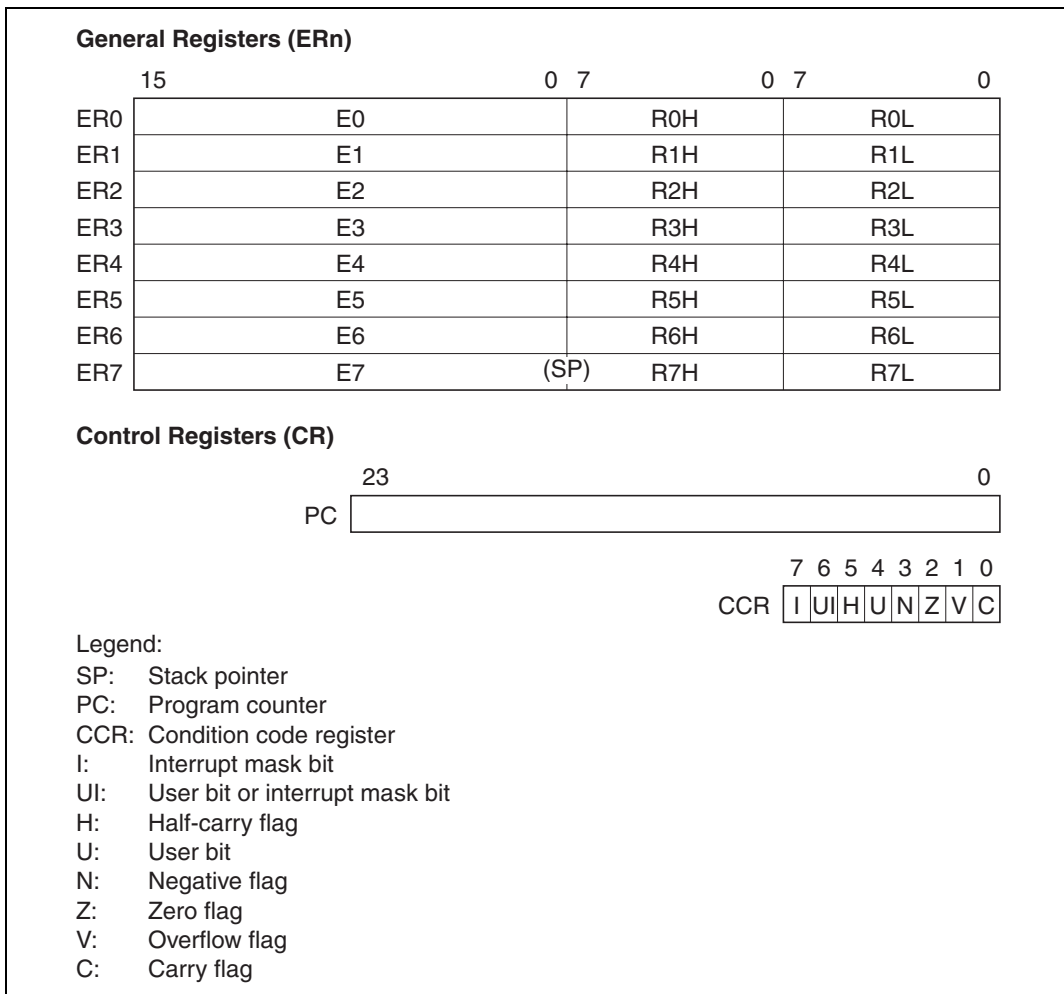 General Registers (ERn)
15 0 7 0 7 0
ER0 E0 R0H R0L
ER1 E1 R1H R1L
ER2 E2 R2H R2L
ER3 E3 R3H R3L
ER4 E4 R4H R4L
ER5 E5 R5H R5L
ER6 E6 R6H R6L
ER7 E7 (SP) R7H R7L
Control Registers (CR)
23 0
PC
7 6 5 4 3 2 1 0
CCR I UI H U N Z V C
Legend:
SP: Stack pointer
PC: Program counter
CCR: Condition code register
I: Interrupt mask bit
UI: User bit or interrupt mask bit
H: Half-carry flag
U: User bit
N: Negative flag
Z: Zero flag
V: Overflow flag
C: Carry flag